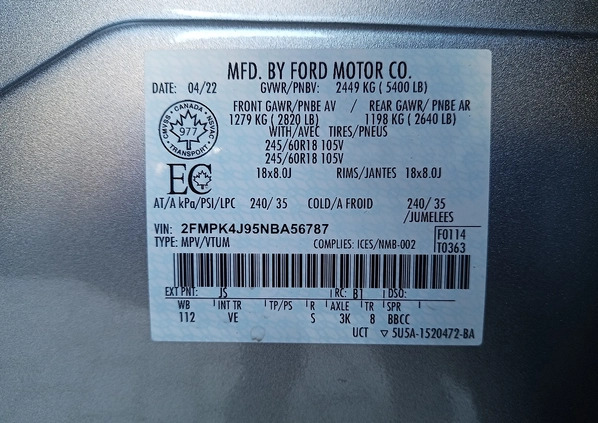 MFD. BY FORD MOTOR CO.
DATE: 04/22 GVWR/PNBV: 2449 KG ( 5400 LB)
FRONT GAWR/PNBE AV / REAR GAWR/ PNBE AR
1279 KG ( 2820 LB) 1198 KG ( 2640 LB)
WITH/AVEC TIRES/PNEUS
245/60R18 105V
245/60R18 105V
18x8.0J RIMS/JANTES 18x8.0J
CMVSS CANADA NSVAC
977
TRANSPORT
EC
AT/A kPa/PSI/LPC 240/ 35 COLD/A FROID 240/ 35
/JUMELEES
VIN: 2FMPK4J95NBA56787
TYPE: MPV/VTUM COMPLIES: ICES/NMB-002
F0114
T0363
EXT PNT: JS RC: B1 DSO:
WB INT TR TP/PS R AXLE TR SPR
112 VE S 3K 8 BBCC
UCT ▽ 5U5A-1520472-BA